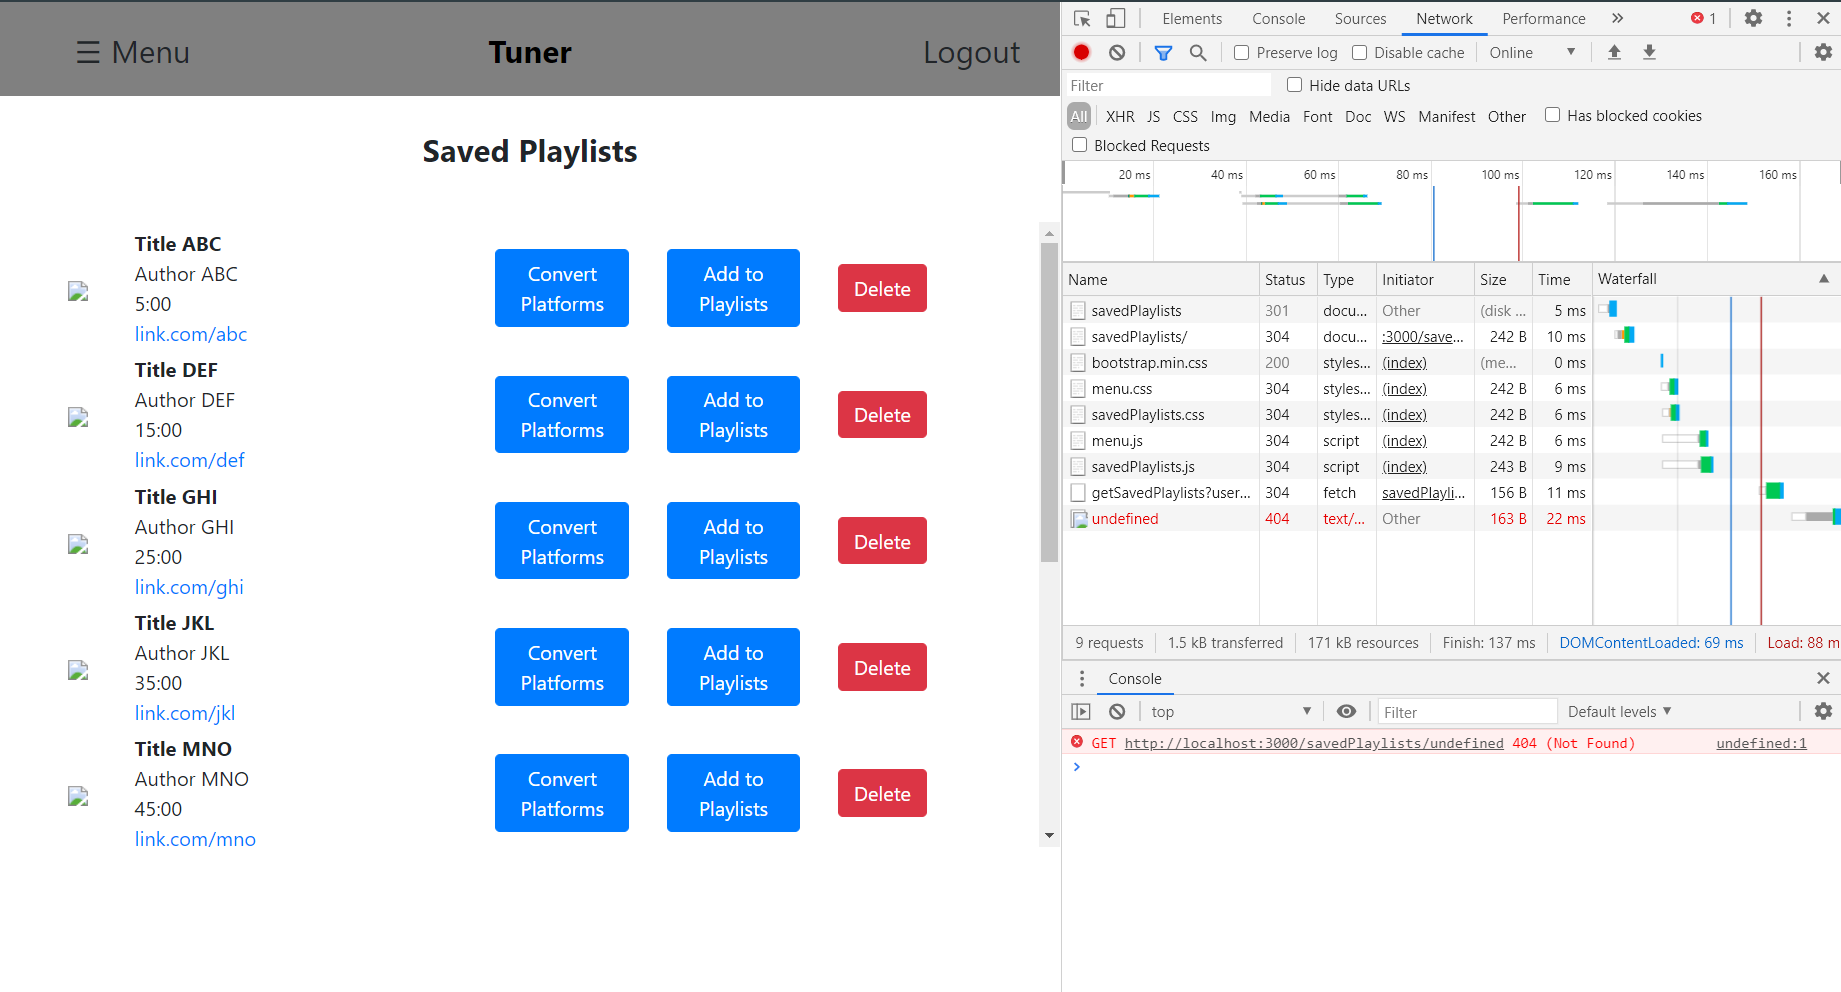 ☰ Menu
Tuner
Logout
Saved Playlists
Title ABC
Author ABC
5:00
link.com/abc
Convert
Platforms
Add to
Playlists
Delete
Title DEF
Author DEF
15:00
link.com/def
Convert
Platforms
Add to
Playlists
Delete
Title GHI
Author GHI
25:00
link.com/ghi
Convert
Platforms
Add to
Playlists
Delete
Title JKL
Author JKL
35:00
link.com/jkl
Convert
Platforms
Add to
Playlists
Delete
Title MNO
Author MNO
45:00
link.com/mno
Convert
Platforms
Add to
Playlists
Delete
Elements Console Sources Network Performance » 1
Preserve log Disable cache Online
Filter Hide data URLs
All XHR JS CSS Img Media Font Doc WS Manifest Other Has blocked cookies
Blocked Requests
20 ms 40 ms 60 ms 80 ms 100 ms 120 ms 140 ms 160 ms
Name Status Type Initiator Size Time Waterfall
savedPlaylists 301 docu... Other (disk ... 5 ms
savedPlaylists/ 304 docu... :3000/save... 242 B 10 ms
bootstrap.min.css 200 styles... (index) (me... 0 ms
menu.css 304 styles... (index) 242 B 6 ms
savedPlaylists.css 304 styles... (index) 242 B 6 ms
menu.js 304 script (index) 242 B 6 ms
savedPlaylists.js 304 script (index) 243 B 9 ms
getSavedPlaylists?user... 304 fetch savedPlayli... 156 B 11 ms
undefined 404 text/... Other 163 B 22 ms
9 requests 1.5 kB transferred 171 kB resources Finish: 137 ms DOMContentLoaded: 69 ms Load: 88 m
Console
top Filter Default levels
GET http://localhost:3000/savedPlaylists/undefined 404 (Not Found) undefined:1